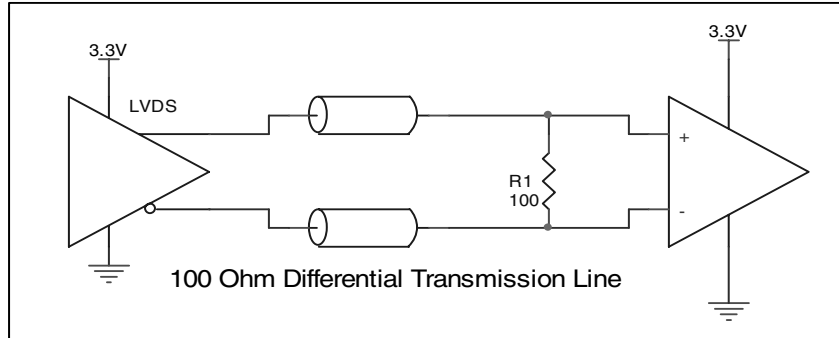 3.3V
3.3V
LVDS
+
R1
100
-
100 Ohm Differential Transmission Line